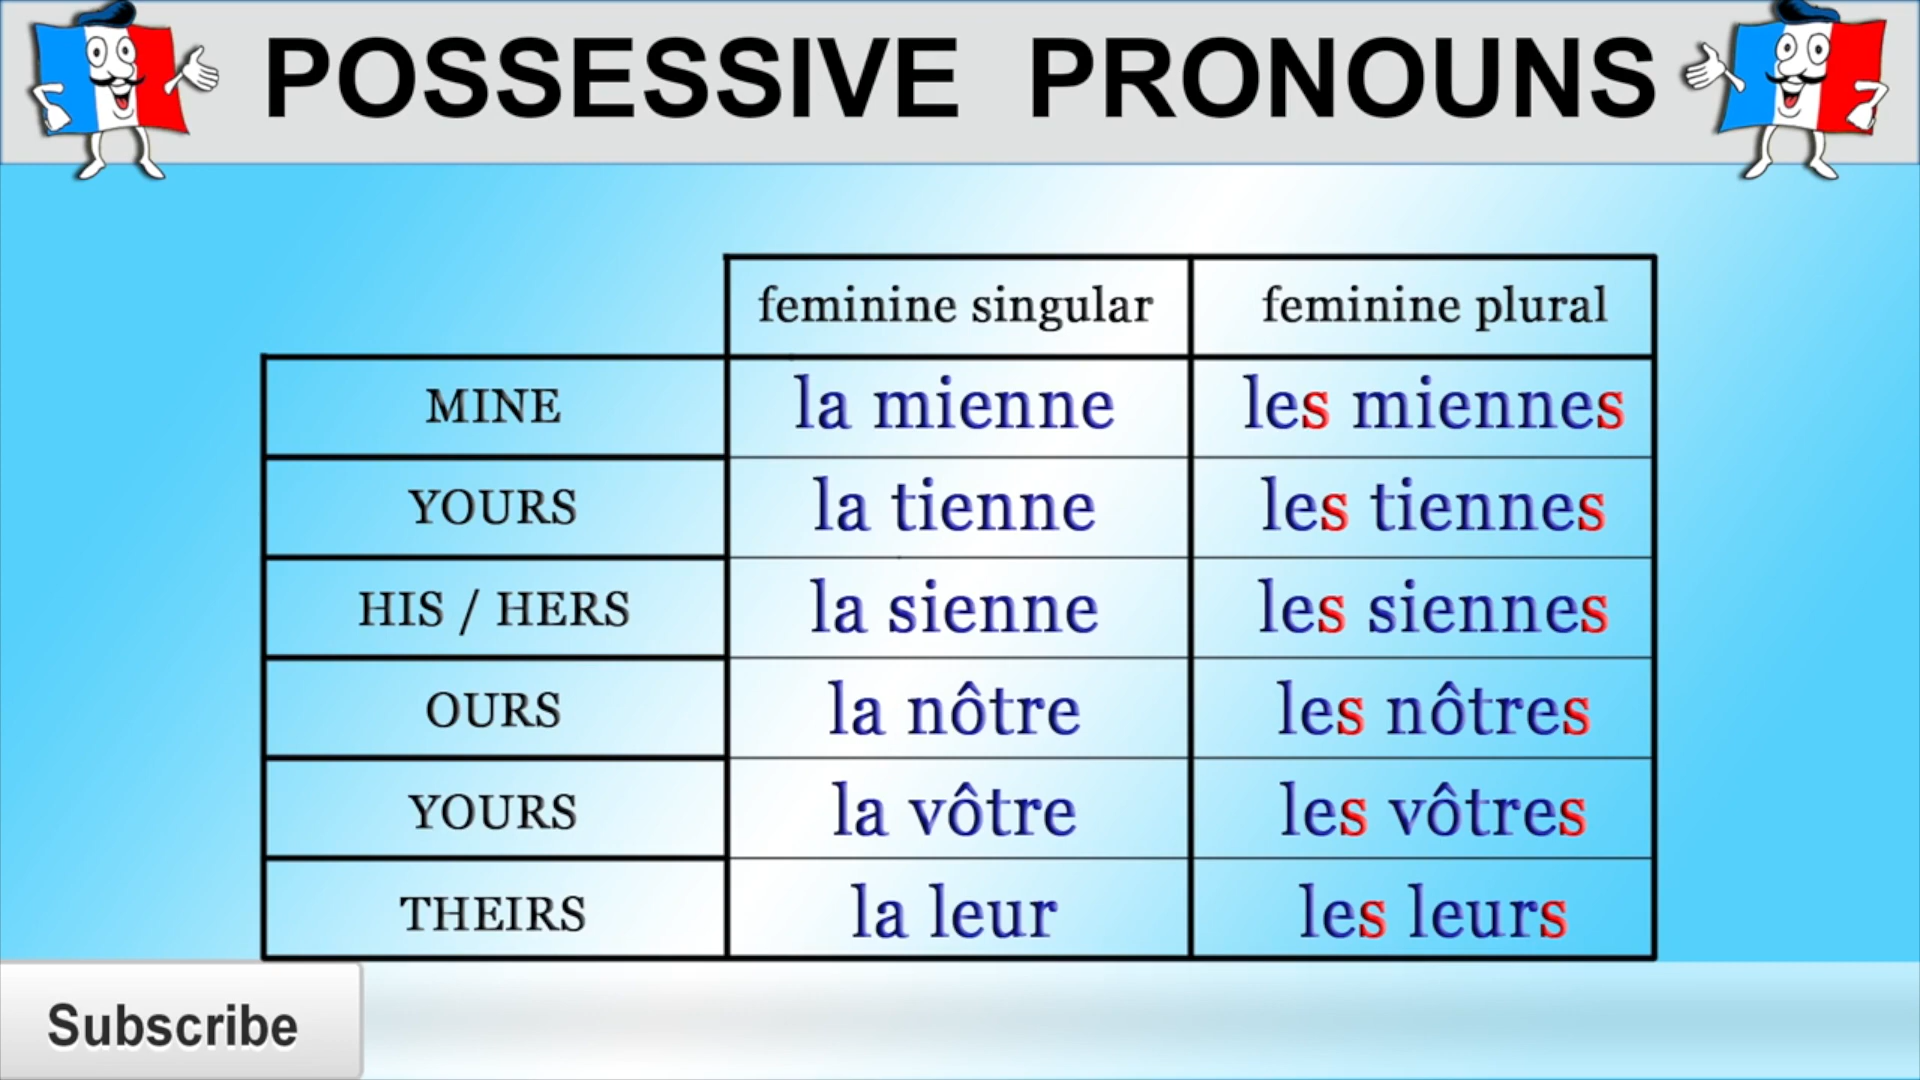 POSSESSIVE PRONOUNS
feminine singular feminine plural
MINE la mienne les miennes
YOURS la tienne les tiennes
HIS / HERS la sienne les siennes
OURS la nôtre les nôtres
YOURS la vôtre les vôtres
THEIRS la leur les leurs
Subscribe